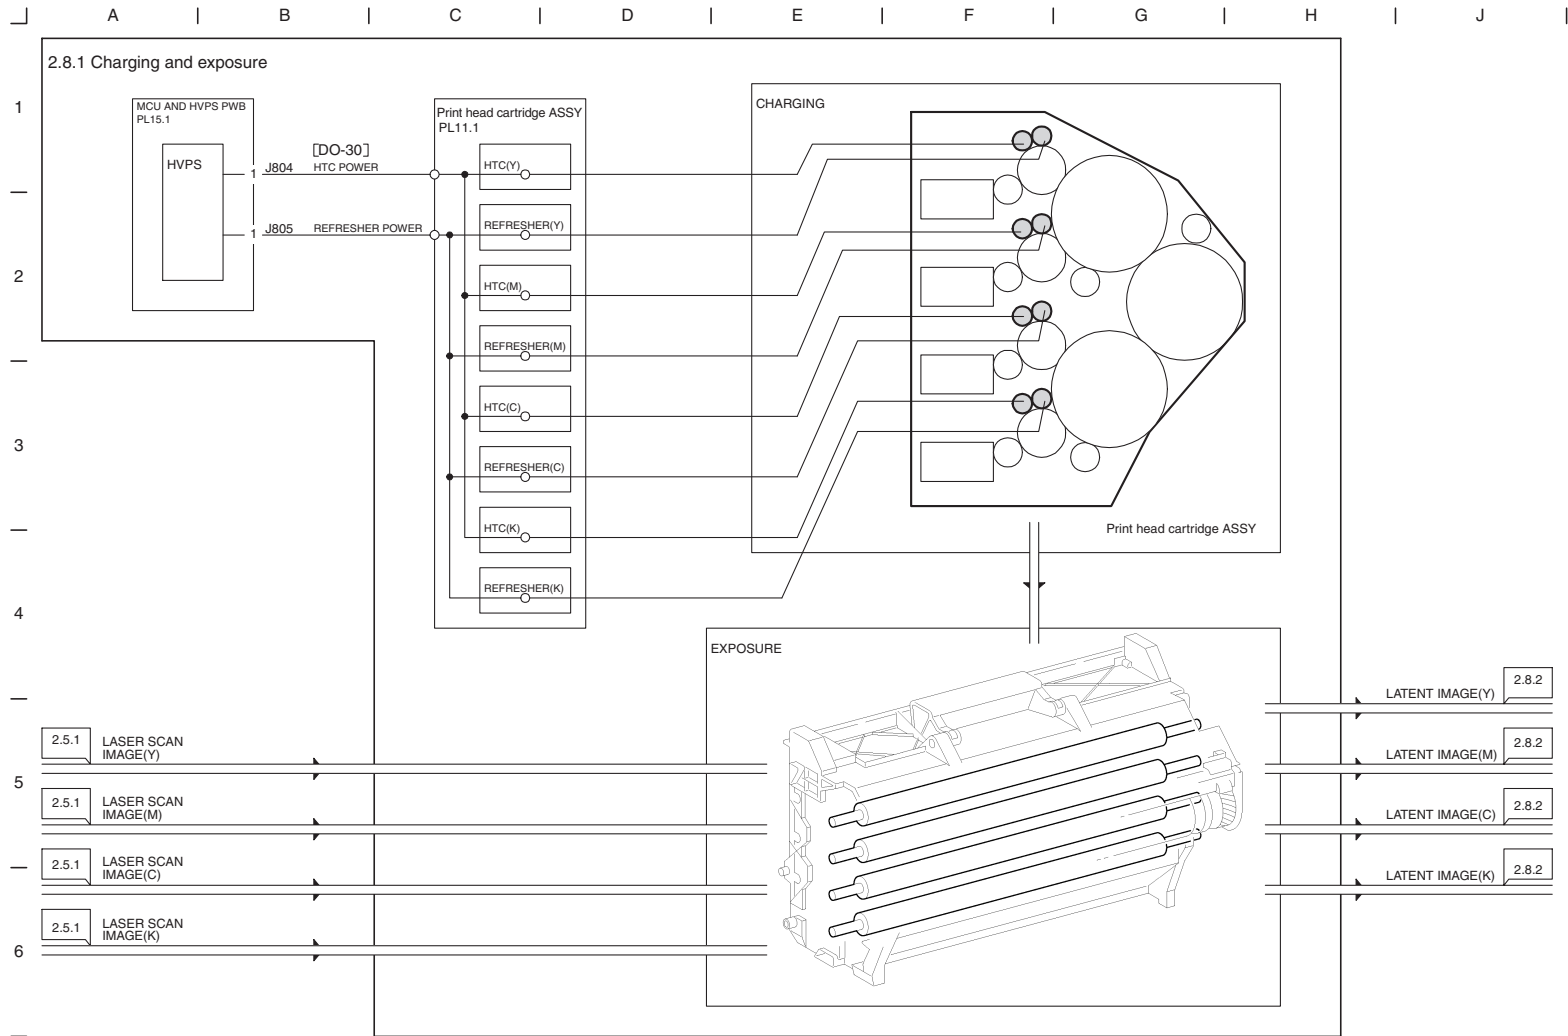 A B C D E F G H J
2.8.1 Charging and exposure
1
MCU AND HVPS PWB
PL15.1
HVPS
1 J804
[DO-30]
HTC POWER
1 J805
REFRESHER POWER
Print head cartridge ASSY
PL11.1
HTC(Y)
REFRESHER(Y)
HTC(M)
REFRESHER(M)
HTC(C)
REFRESHER(C)
HTC(K)
REFRESHER(K)
CHARGING
Print head cartridge ASSY
2
3
4
EXPOSURE
LATENT IMAGE(Y) 2.8.2
LATENT IMAGE(M) 2.8.2
LATENT IMAGE(C) 2.8.2
LATENT IMAGE(K) 2.8.2
5
2.5.1 LASER SCAN
IMAGE(Y)
2.5.1 LASER SCAN
IMAGE(M)
2.5.1 LASER SCAN
IMAGE(C)
6
2.5.1 LASER SCAN
IMAGE(K)